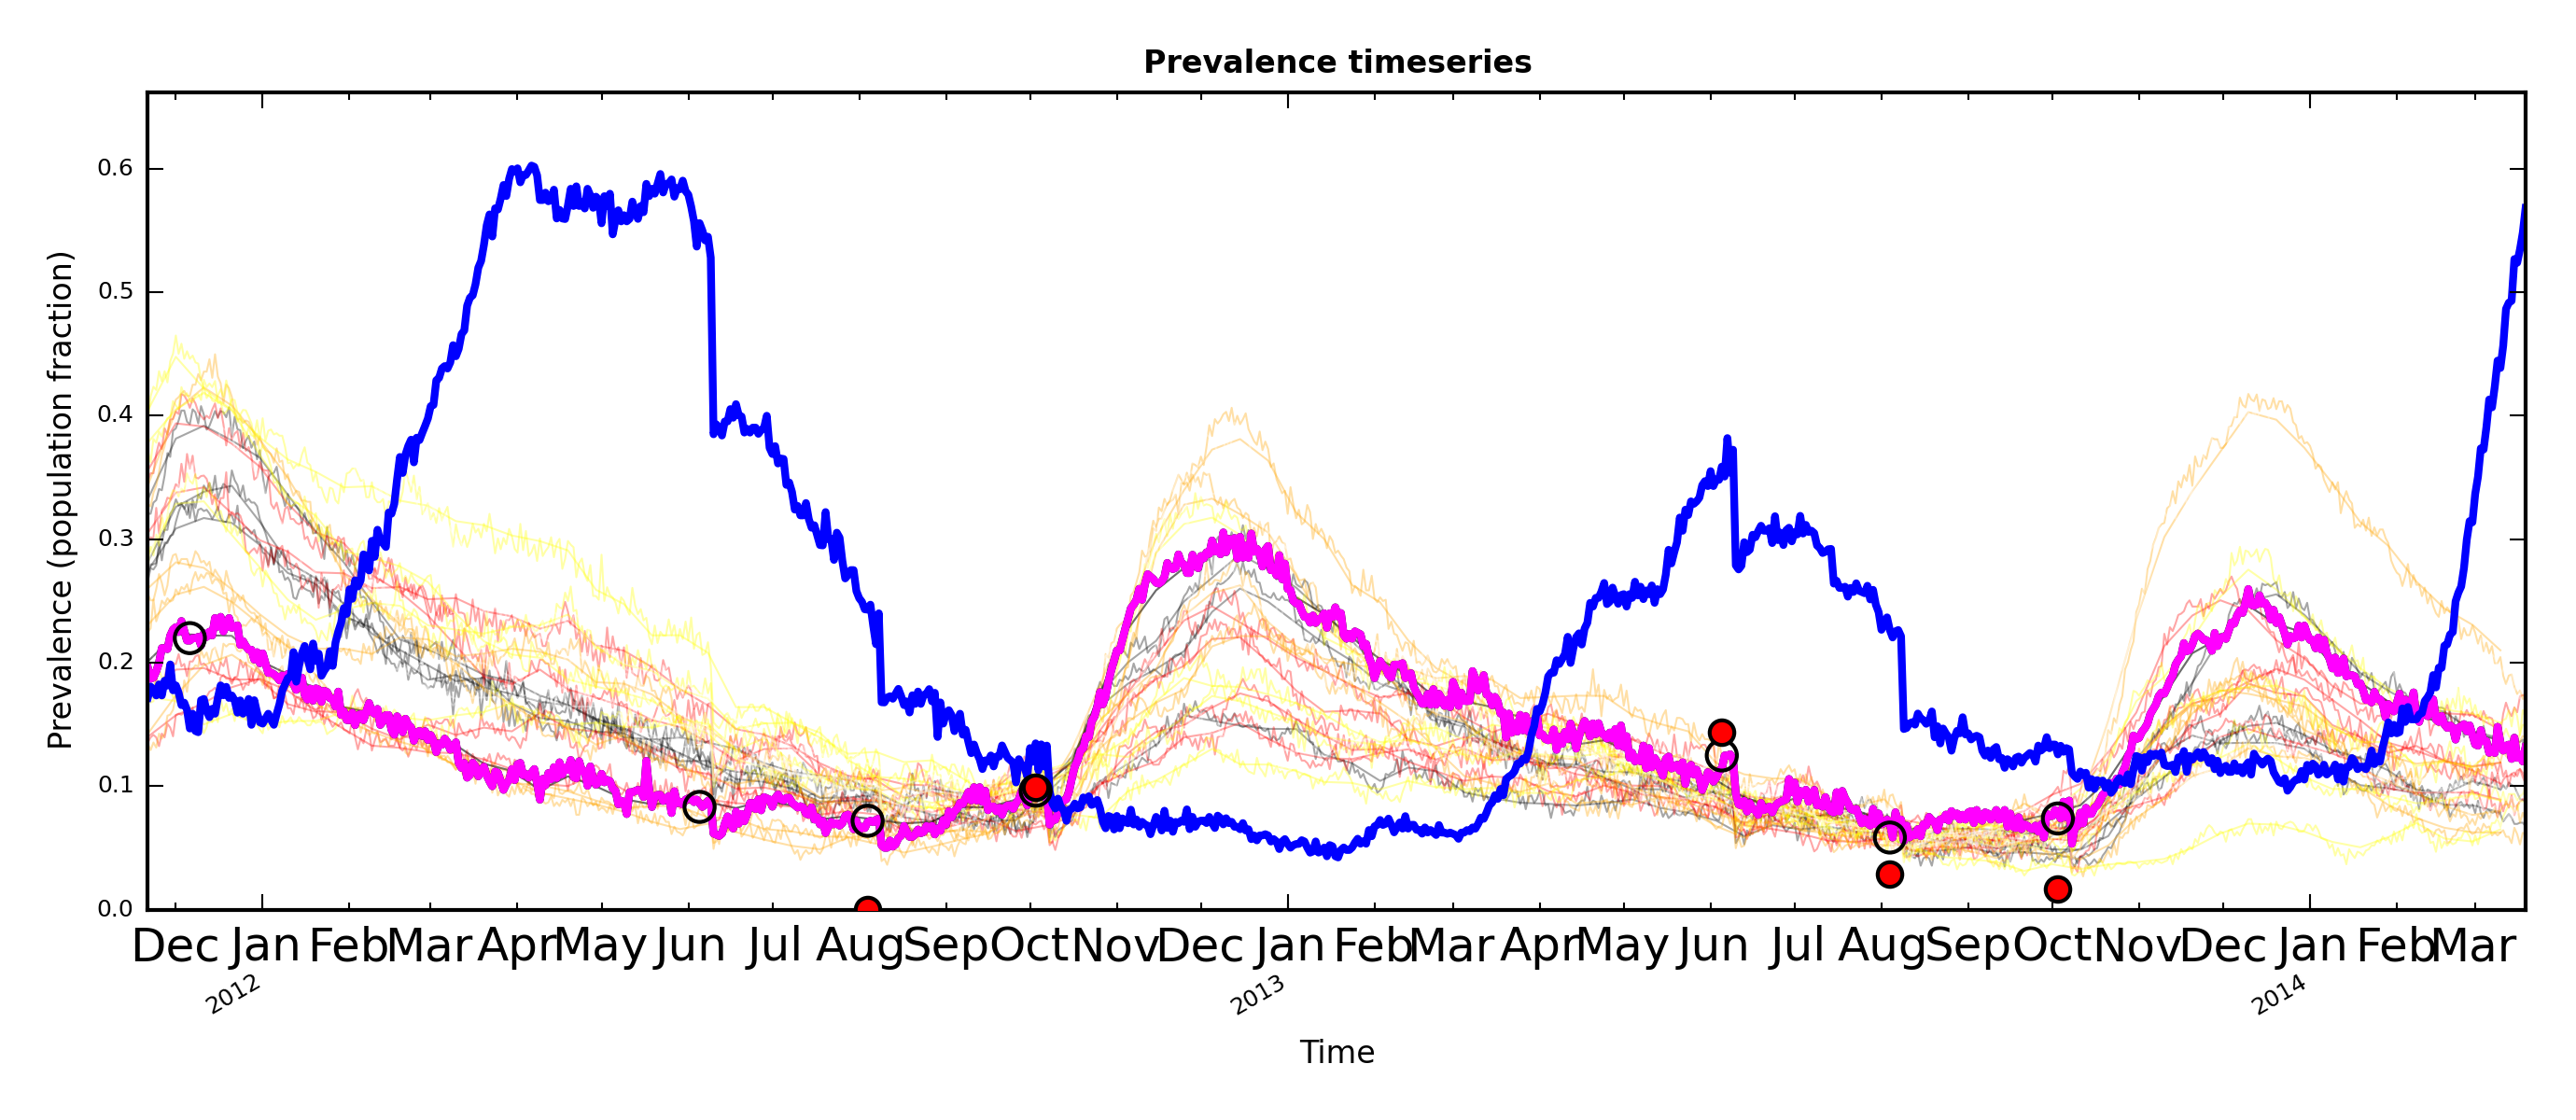 Prevalence timeseries
Prevalence (population fraction)
0.6
0.5
0.4
0.3
0.2
0.1
0.0
Dec Jan Feb Mar Apr May Jun Jul Aug Sep Oct Nov Dec Jan Feb Mar Apr May Jun Jul Aug Sep Oct Nov Dec Jan Feb Mar
2012 2013 2014
Time